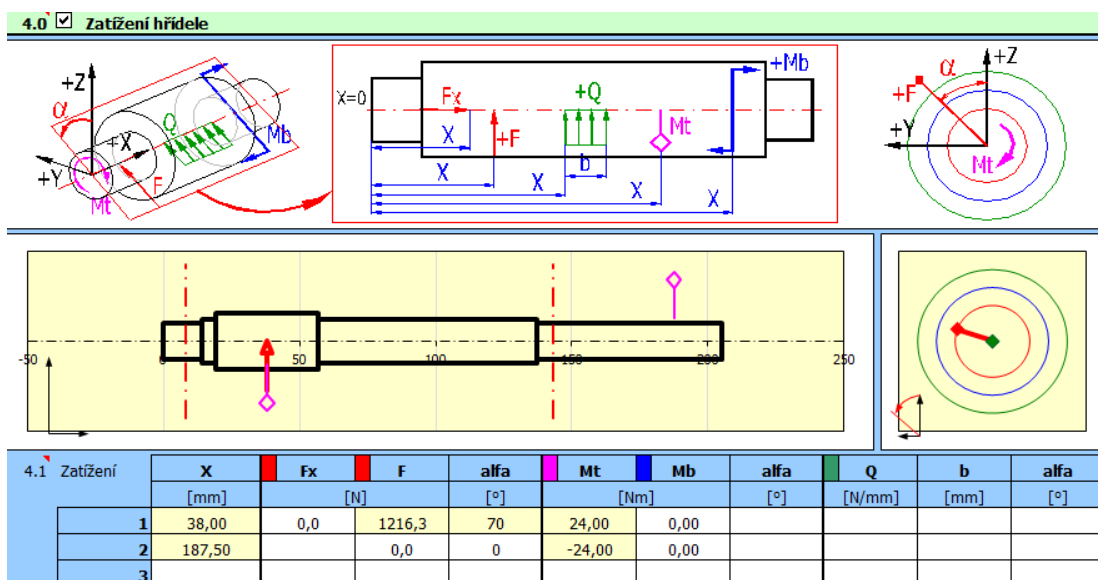 4.0 Zatížení hřídele
+Z
α
Q
Mb
+X
+Y
F
Mt
X=0
Fx
+F
+Q
Mt
+Mb
b
X
X
X
X
X
+Z
α
+F
+Y
Mt
-50 0 50 100 150 200 250
4.1 Zatížení X Fx F alfa Mt Mb alfa Q b alfa
[mm] [N] [º] [Nm] [º] [N/mm] [mm] [º]
1 38,00 0,0 1216,3 70 24,00 0,00
2 187,50 0,0 0 -24,00 0,00
3